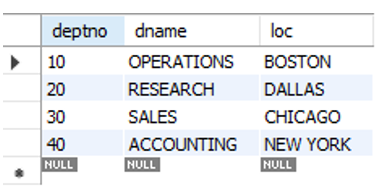 deptno dname loc
10 OPERATIONS BOSTON
20 RESEARCH DALLAS
30 SALES CHICAGO
40 ACCOUNTING NEW YORK
NULL NULL NULL